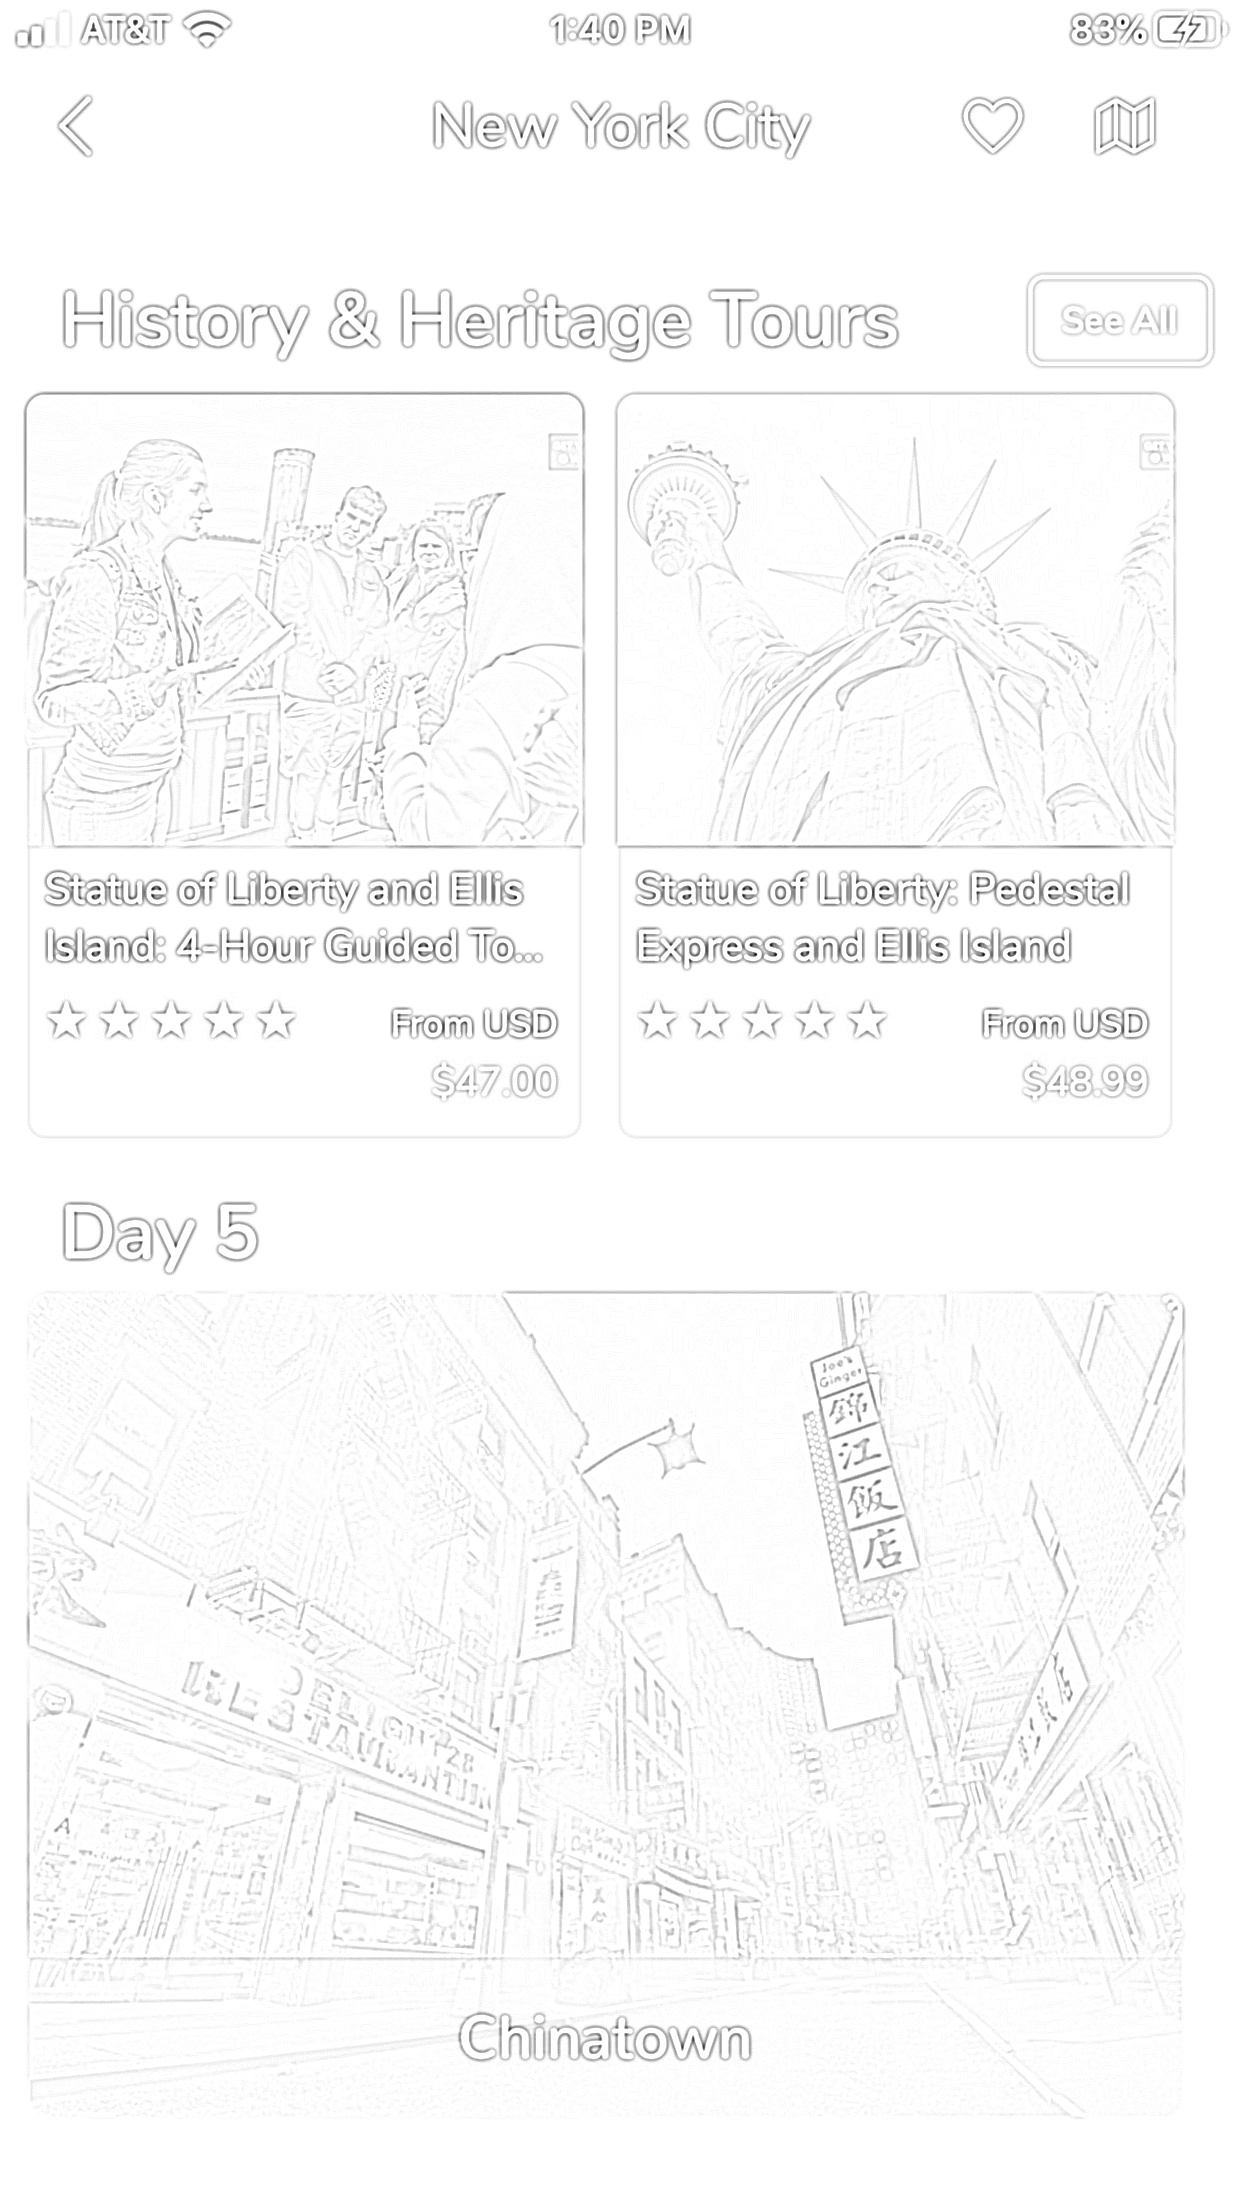 AT&T
1:40 PM
83%
New York City
History & Heritage Tours
See All
Statue of Liberty and Ellis
Island: 4-Hour Guided To...
From USD
$47.00
Statue of Liberty: Pedestal
Express and Ellis Island
From USD
$48.99
Day 5
Joe's
Ginger
錦
江
飯
店
Chinatown